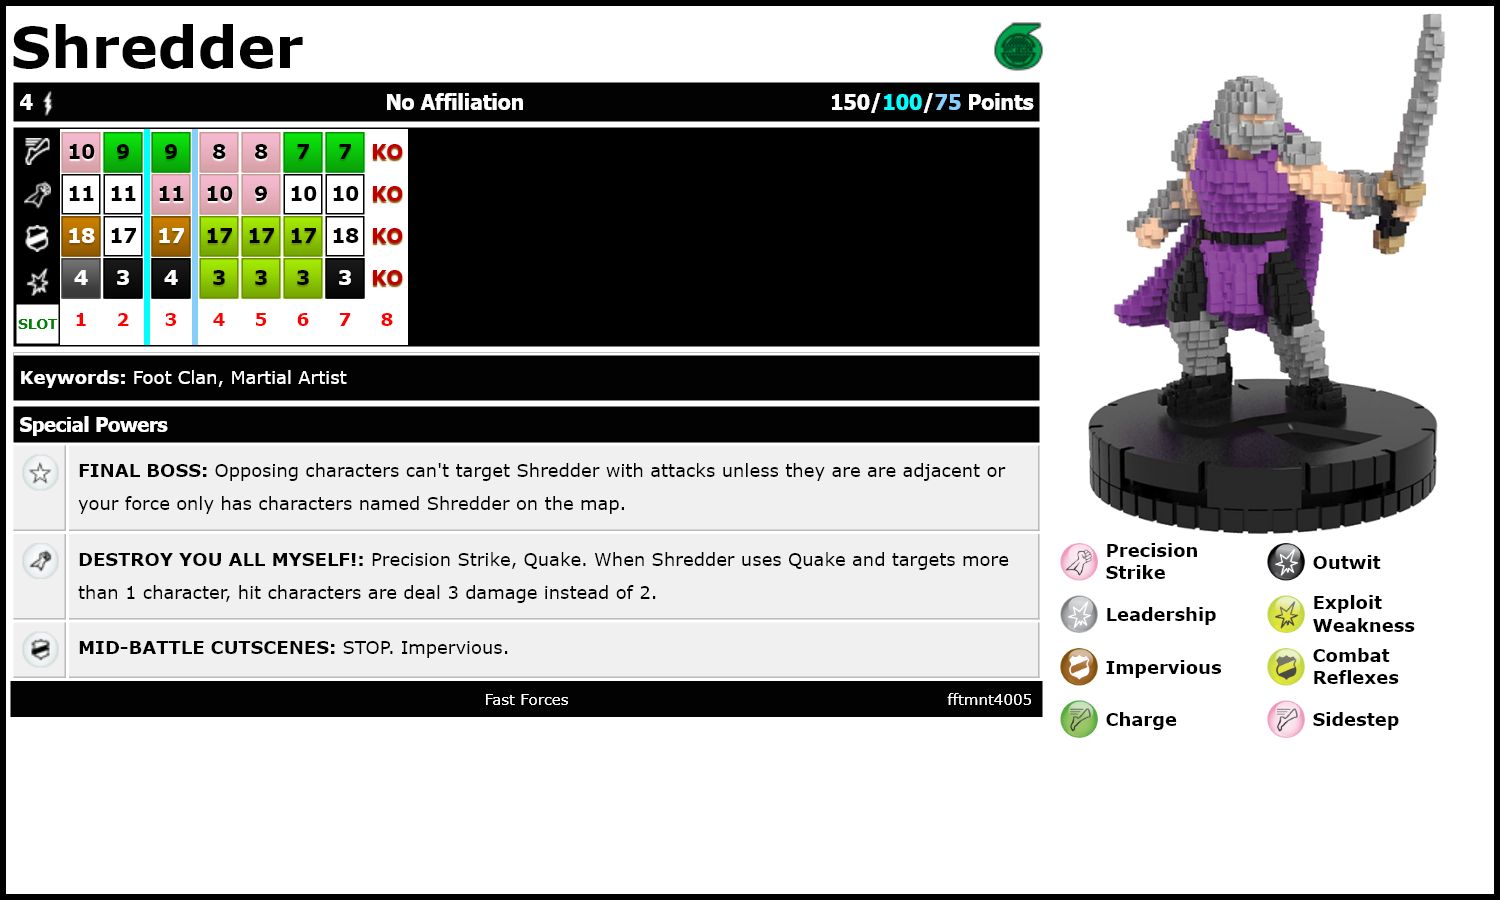 Shredder
4 No Affiliation 150/100/75 Points
10 9 9 8 8 7 7 KO
11 11 11 10 9 10 10 KO
18 17 17 17 17 17 18 KO
4 3 4 3 3 3 3 KO
SLOT 1 2 3 4 5 6 7 8
Keywords: Foot Clan, Martial Artist
Special Powers
FINAL BOSS: Opposing characters can't target Shredder with attacks unless they are are adjacent or
your force only has characters named Shredder on the map.
DESTROY YOU ALL MYSELF!: Precision Strike, Quake. When Shredder uses Quake and targets more
than 1 character, hit characters are deal 3 damage instead of 2.
MID-BATTLE CUTSCENES: STOP. Impervious.
Fast Forces fftmnt4005
Precision
Strike
Outwit
Leadership
Exploit
Weakness
Impervious
Combat
Reflexes
Charge
Sidestep